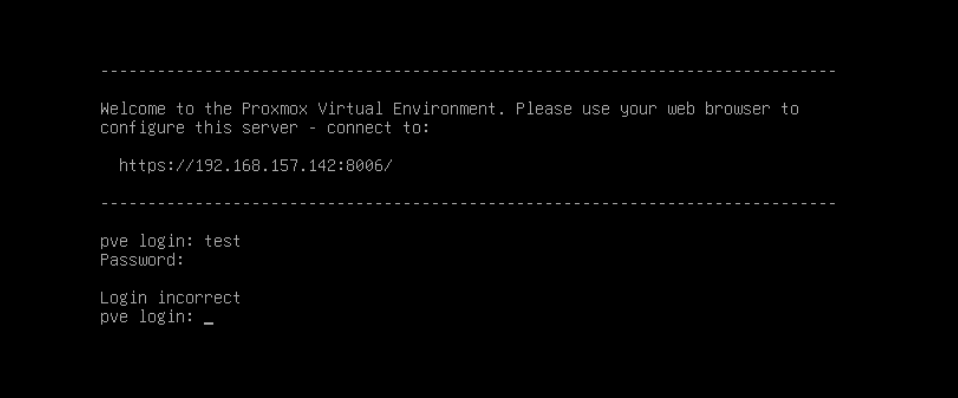 -------------------------------------------------------------------------------
Welcome to the Proxmox Virtual Environment. Please use your web browser to
configure this server - connect to:
https://192.168.157.142:8006/
-------------------------------------------------------------------------------
pve login: test
Password:
Login incorrect
pve login: _